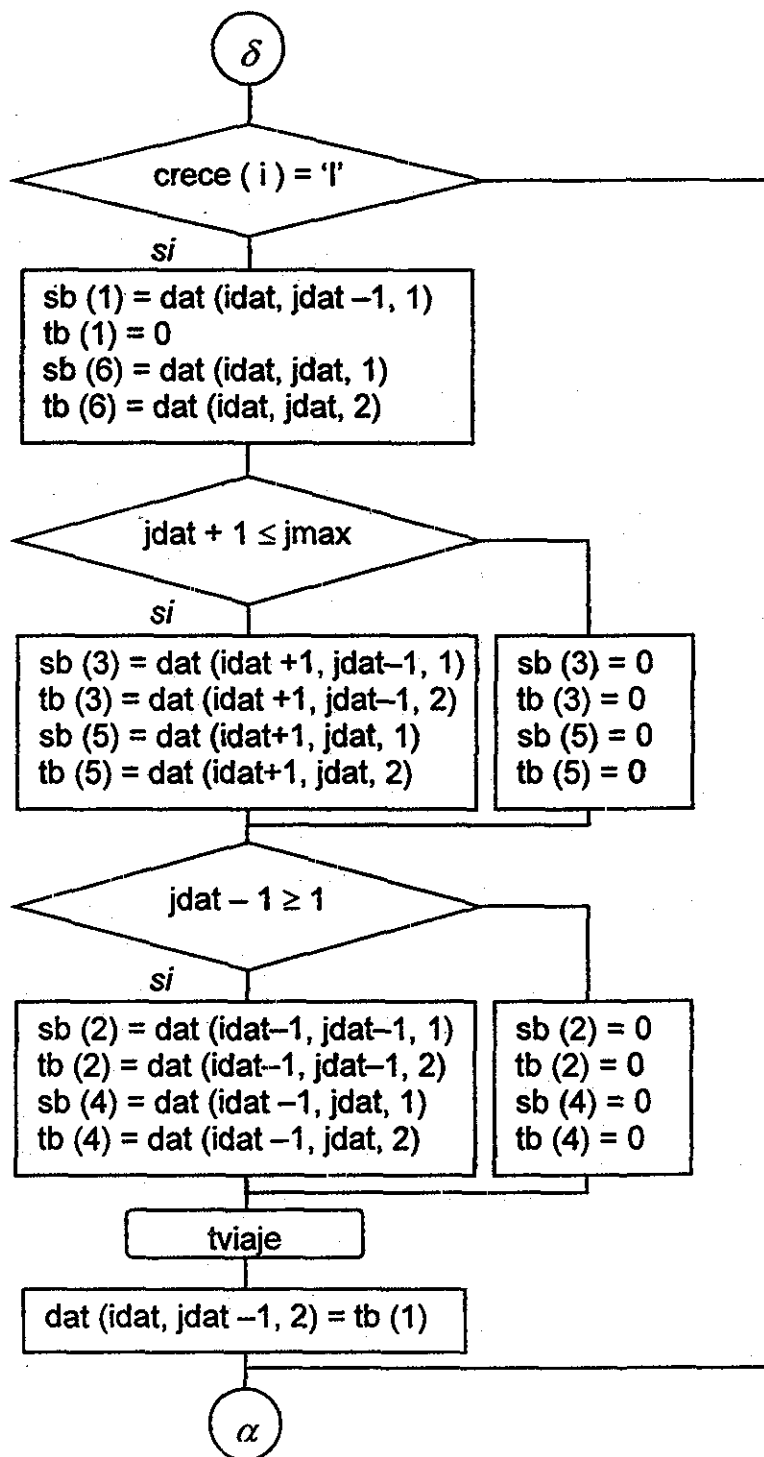 δ
crece ( i ) = ‘I’
si
sb (1) = dat (idat, jdat –1, 1)
tb (1) = 0
sb (6) = dat (idat, jdat, 1)
tb (6) = dat (idat, jdat, 2)
jdat + 1 ≤ jmax
si
sb (3) = dat (idat +1, jdat–1, 1)
tb (3) = dat (idat +1, jdat–1, 2)
sb (5) = dat (idat+1, jdat, 1)
tb (5) = dat (idat+1, jdat, 2)
sb (3) = 0
tb (3) = 0
sb (5) = 0
tb (5) = 0
jdat – 1 ≥ 1
si
sb (2) = dat (idat–1, jdat–1, 1)
tb (2) = dat (idat–1, jdat–1, 2)
sb (4) = dat (idat –1, jdat, 1)
tb (4) = dat (idat –1, jdat, 2)
sb (2) = 0
tb (2) = 0
sb (4) = 0
tb (4) = 0
tviaje
dat (idat, jdat –1, 2) = tb (1)
α